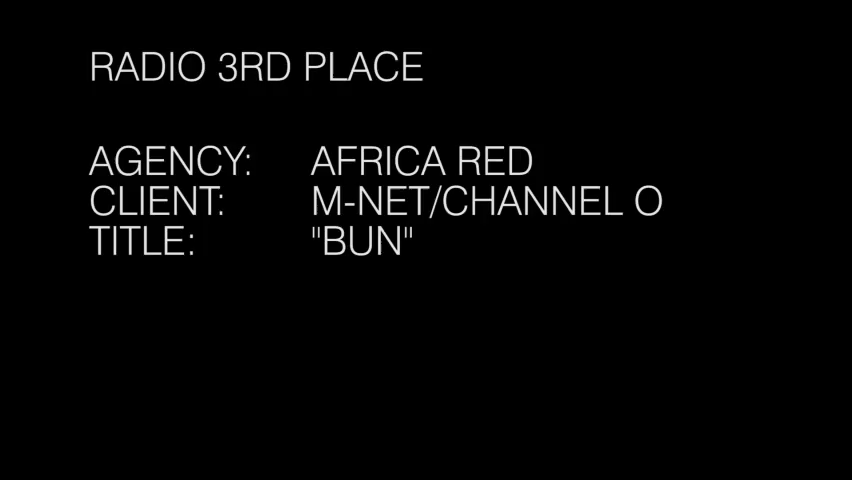 RADIO 3RD PLACE
AGENCY: AFRICA RED
CLIENT: M-NET/CHANNEL O
TITLE: "BUN"